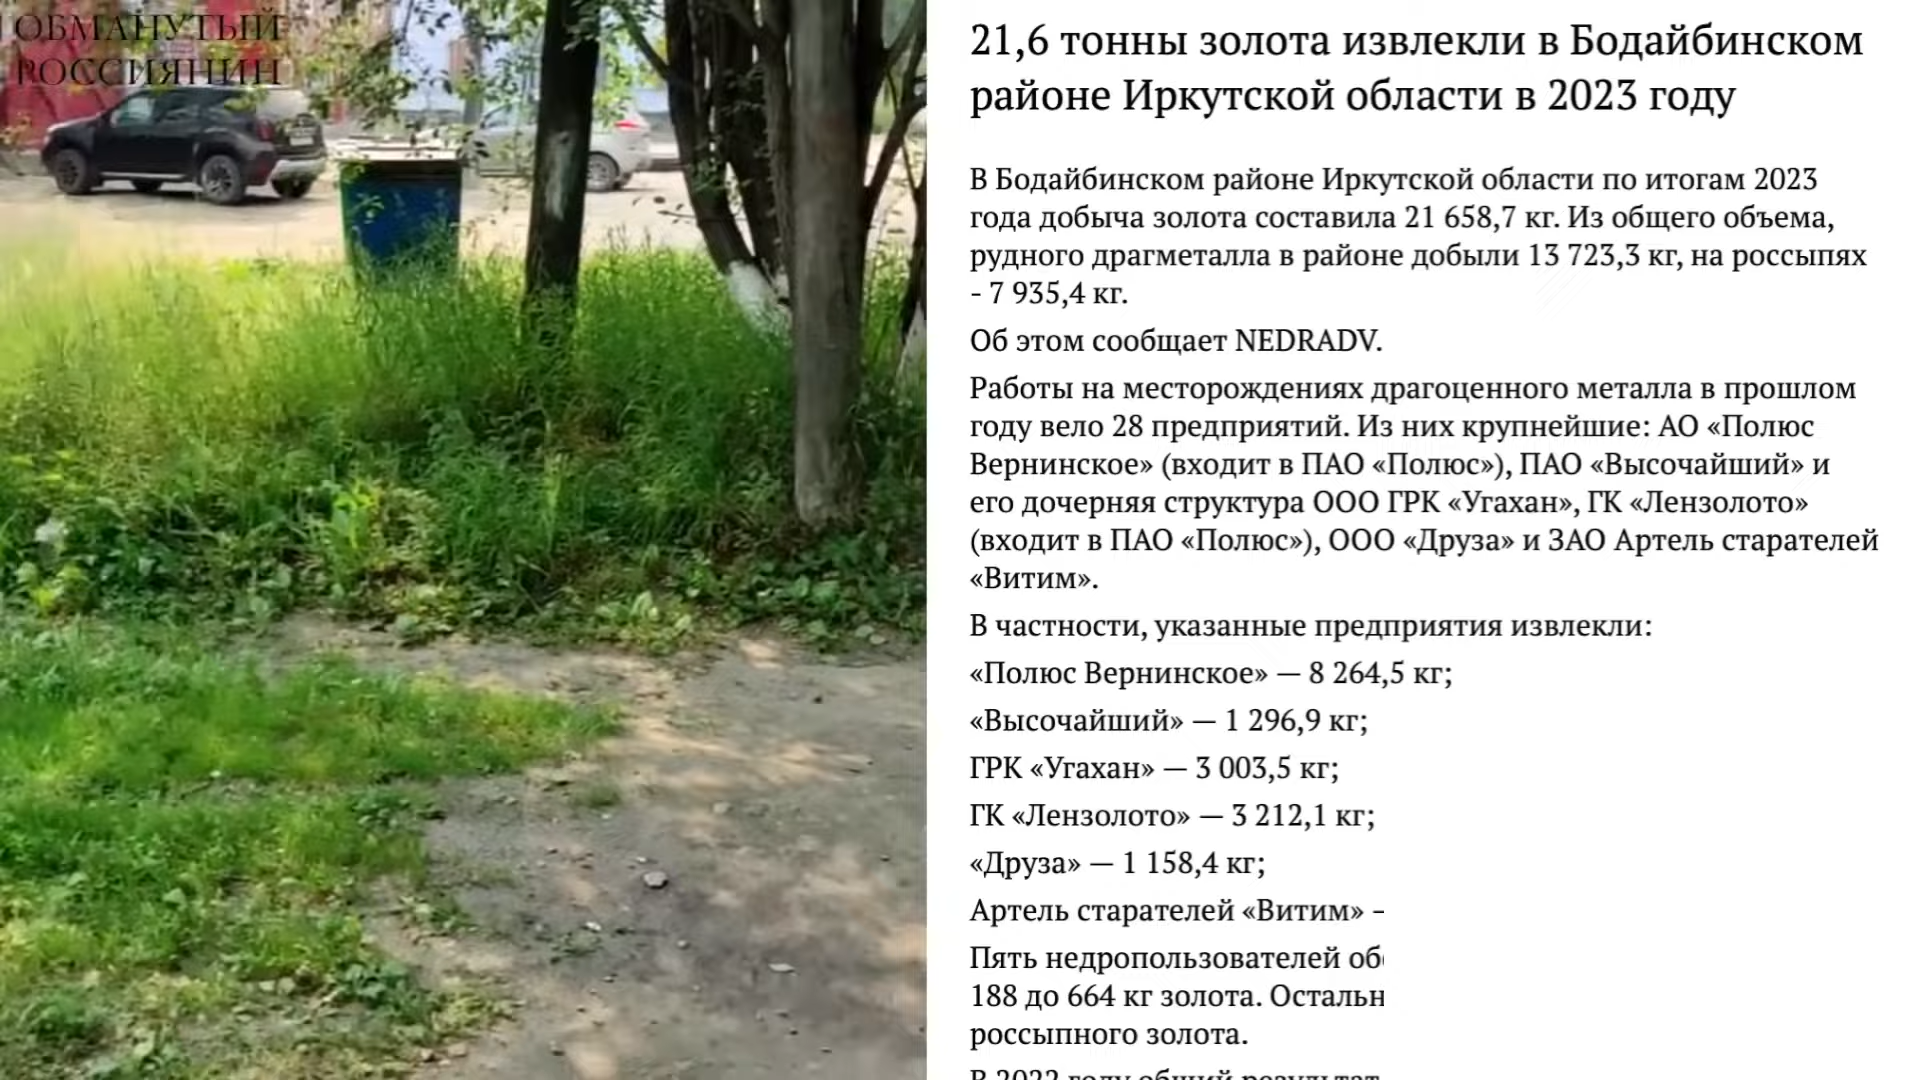 ОБМАНУТЫЙ
РОССИЯНИН
21,6 тонны золота извлекли в Бодайбинском
районе Иркутской области в 2023 году
В Бодайбинском районе Иркутской области по итогам 2023
года добыча золота составила 21 658,7 кг. Из общего объема,
рудного драгметалла в районе добыли 13 723,3 кг, на россыпях
- 7 935,4 кг.
Об этом сообщает NEDRADV.
Работы на месторождениях драгоценного металла в прошлом
году вело 28 предприятий. Из них крупнейшие: АО «Полюс
Вернинское» (входит в ПАО «Полюс»), ПАО «Высочайший» и
его дочерняя структура ООО ГРК «Угахан», ГК «Лензолото»
(входит в ПАО «Полюс»), ООО «Друза» и ЗАО Артель старателей
«Витим».
В частности, указанные предприятия извлекли:
«Полюс Вернинское» — 8 264,5 кг;
«Высочайший» — 1 296,9 кг;
ГРК «Угахан» — 3 003,5 кг;
ГК «Лензолото» — 3 212,1 кг;
«Друза» — 1 158,4 кг;
Артель старателей «Витим» –
Пять недропользователей
188 до 664 кг золота. Остальн
россыпного золота.
В 2022 году общий результат